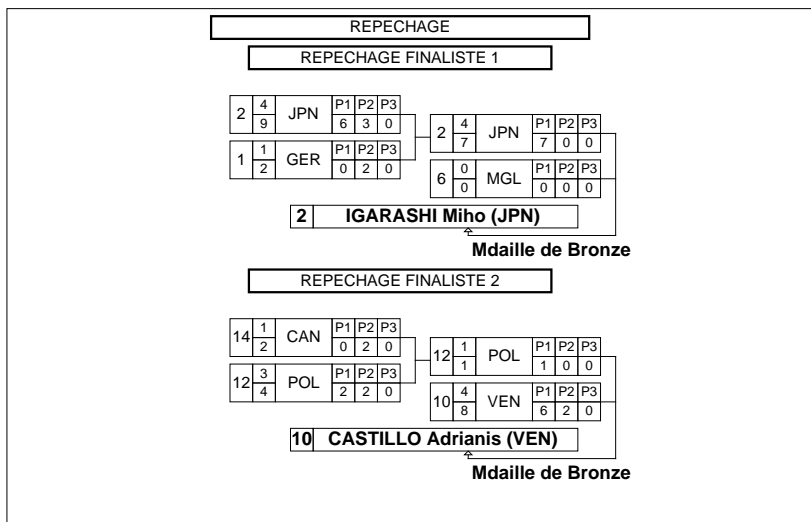 REPECHAGE
REPECHAGE FINALISTE 1
2 4 9 JPN P1 P2 P3 6 3 0
1 1 2 GER P1 P2 P3 0 2 0
2 4 7 JPN P1 P2 P3 7 0 0
6 0 0 MGL P1 P2 P3 0 0 0
2 IGARASHI Miho (JPN)
Mdaille de Bronze
REPECHAGE FINALISTE 2
14 1 2 CAN P1 P2 P3 0 2 0
12 3 4 POL P1 P2 P3 2 2 0
12 1 1 POL P1 P2 P3 1 0 0
10 4 8 VEN P1 P2 P3 6 2 0
10 CASTILLO Adrianis (VEN)
Mdaille de Bronze